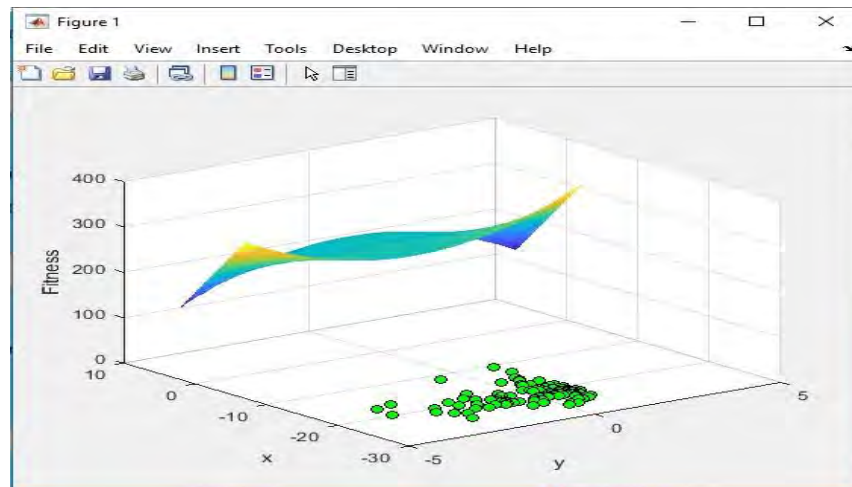 Figure 1
File Edit View Insert Tools Desktop Window Help
400
300
200
100
0
Fitness
10
0
-10
-20
-30
x
-5
0
5
y